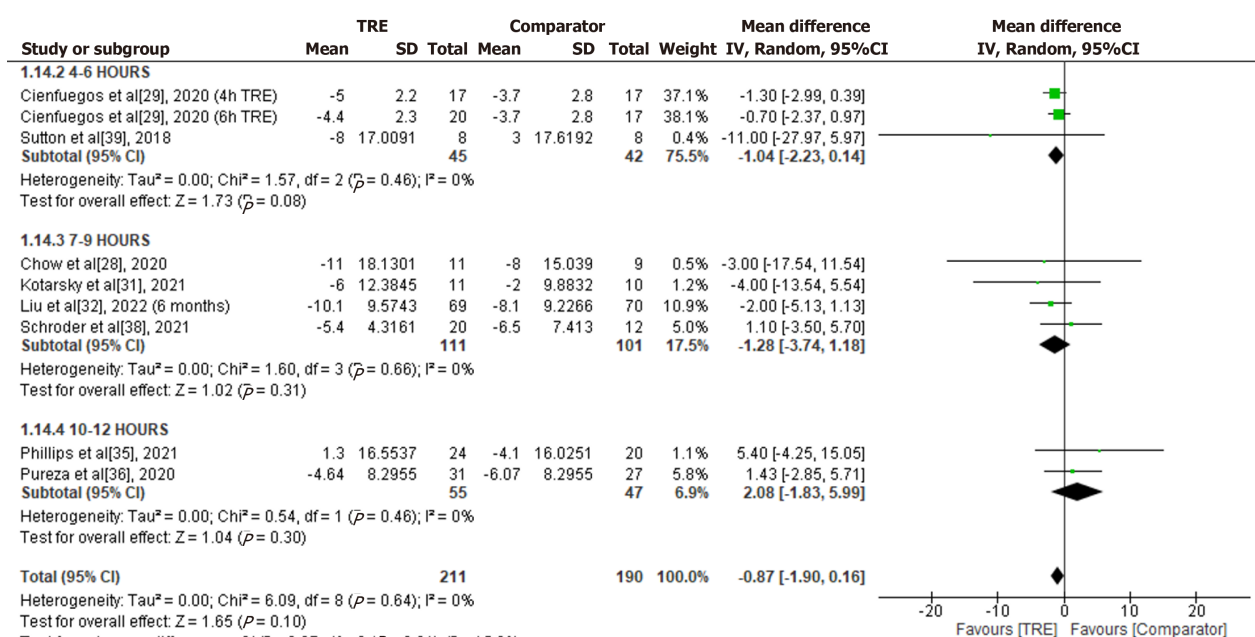 TRE Comparator Mean difference Mean difference
Study or subgroup Mean SD Total Mean SD Total Weight IV, Random, 95%CI IV, Random, 95%CI
1.14.2 4-6 HOURS
Cienfuegos et al[29], 2020 (4h TRE) -5 2.2 17 -3.7 2.8 17 37.1% -1.30 [-2.99, 0.39]
Cienfuegos et al[29], 2020 (6h TRE) -4.4 2.3 20 -3.7 2.8 17 38.1% -0.70 [-2.37, 0.97]
Sutton et al[39], 2018 -8 17.0091 8 3 17.6192 8 0.4% -11.00 [-27.97, 5.97]
Subtotal (95% CI) 45 42 75.5% -1.04 [-2.23, 0.14]
Heterogeneity: Tau² = 0.00; Chi² = 1.57, df = 2 (P = 0.46); I² = 0%
Test for overall effect: Z = 1.73 (P = 0.08)
1.14.3 7-9 HOURS
Chow et al[28], 2020 -11 18.1301 11 -8 15.039 9 0.5% -3.00 [-17.54, 11.54]
Kotarsky et al[31], 2021 -6 12.3845 11 -2 9.8832 10 1.2% -4.00 [-13.54, 5.54]
Liu et al[32], 2022 (6 months) -10.1 9.5743 69 -8.1 9.2266 70 10.9% -2.00 [-5.13, 1.13]
Schroder et al[38], 2021 -5.4 4.3161 20 -6.5 7.413 12 5.0% 1.10 [-3.50, 5.70]
Subtotal (95% CI) 111 101 17.5% -1.28 [-3.74, 1.18]
Heterogeneity: Tau² = 0.00; Chi² = 1.60, df = 3 (P = 0.66); I² = 0%
Test for overall effect: Z = 1.02 (P = 0.31)
1.14.4 10-12 HOURS
Phillips et al[35], 2021 1.3 16.5537 24 -4.1 16.0251 20 1.1% 5.40 [-4.25, 15.05]
Pureza et al[36], 2020 -4.64 8.2955 31 -6.07 8.2955 27 5.8% 1.43 [-2.85, 5.71]
Subtotal (95% CI) 55 47 6.9% 2.08 [-1.83, 5.99]
Heterogeneity: Tau² = 0.00; Chi² = 0.54, df = 1 (P = 0.46); I² = 0%
Test for overall effect: Z = 1.04 (P = 0.30)
Total (95% CI) 211 190 100.0% -0.87 [-1.90, 0.16]
Heterogeneity: Tau² = 0.00; Chi² = 6.09, df = 8 (P = 0.64); I² = 0%
Test for overall effect: Z = 1.65 (P = 0.10)
-20 -10 0 10 20
Favours [TRE] Favours [Comparator]